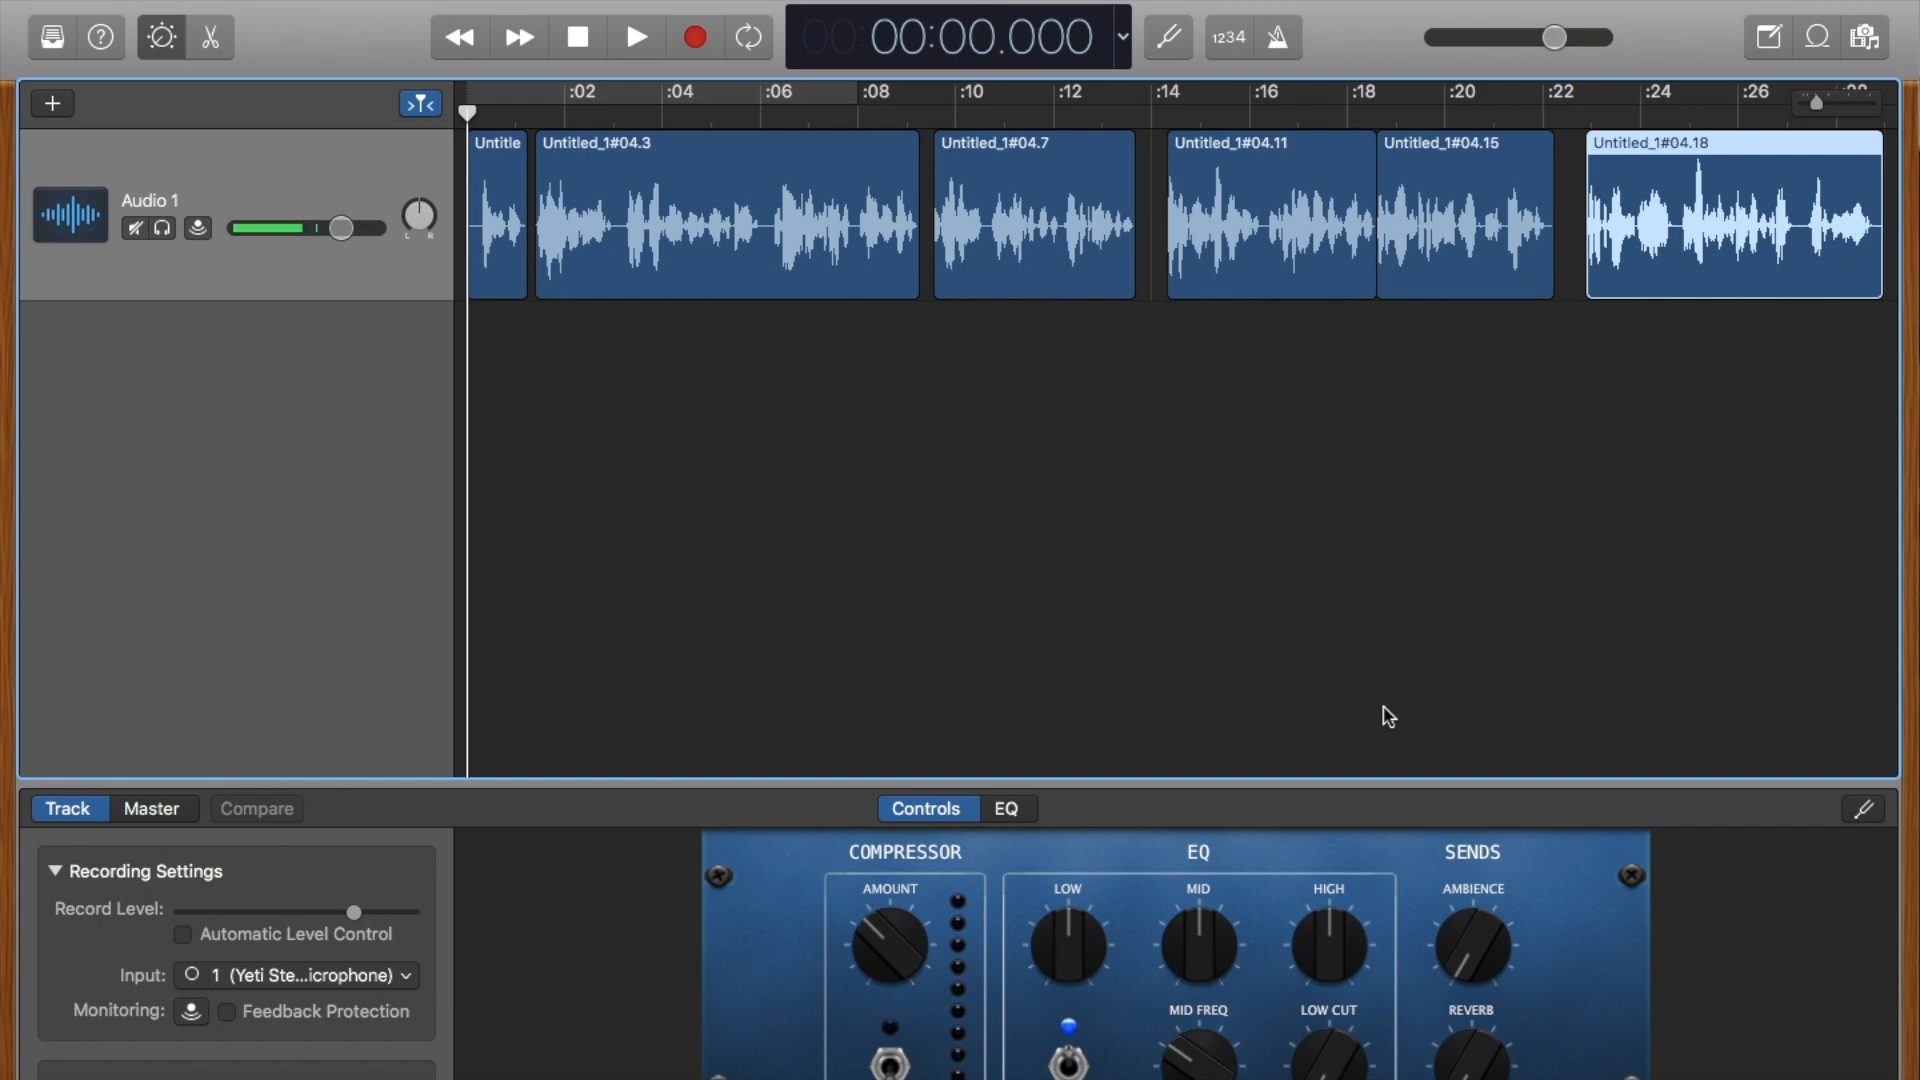 00:00.000
1234
:02 :04 :06 :08 :10 :12 :14 :16 :18 :20 :22 :24 :26
Untitle Untitled_1#04.3 Untitled_1#04.7 Untitled_1#04.11 Untitled_1#04.15 Untitled_1#04.18
Audio 1
L R
Track Master Compare Controls EQ
COMPRESSOR EQ SENDS
Recording Settings
AMOUNT LOW MID HIGH AMBIENCE
Record Level:
Automatic Level Control
Input: 1 (Yeti Ste...icrophone)
Monitoring: Feedback Protection
MID FREQ LOW CUT REVERB